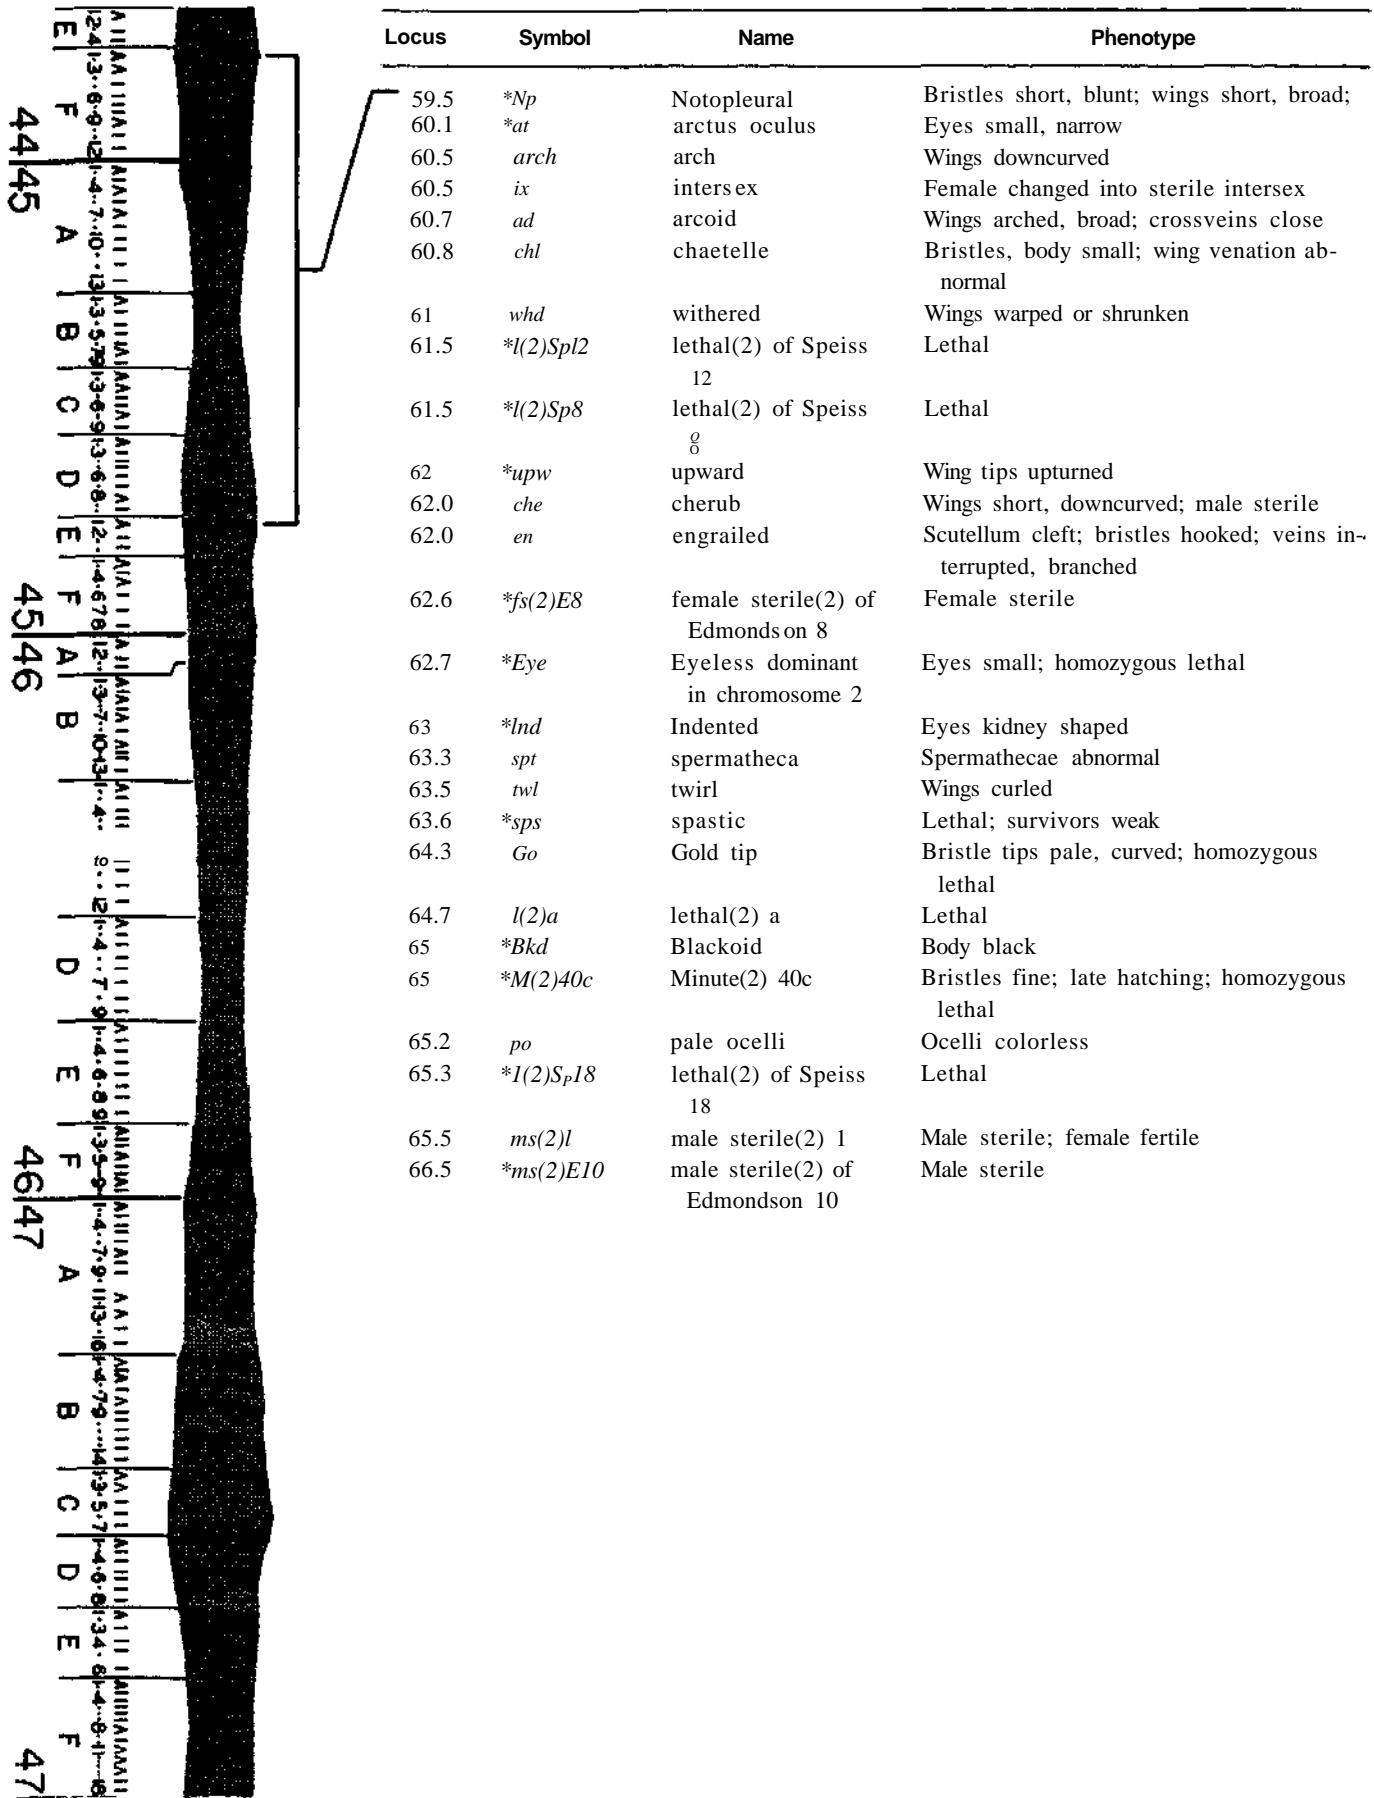 Locus Symbol Name Phenotype
59.5 *Np Notopleural Bristles short, blunt; wings short, broad;
60.1 *at arctus oculus Eyes small, narrow
60.5 arch arch Wings downcurved
60.5 ix intersex Female changed into sterile intersex
60.7 ad arcoid Wings arched, broad; crossveins close
60.8 chl chaetelle Bristles, body small; wing venation ab-
normal
61 whd withered Wings warped or shrunken
61.5 *l(2)Spl2 lethal(2) of Speiss Lethal
12
61.5 *l(2)Sp8 lethal(2) of Speiss Lethal
62 *upw upward Wing tips upturned
62.0 che cherub Wings short, downcurved; male sterile
62.0 en engrailed Scutellum cleft; bristles hooked; veins in-
terrupted, branched
62.6 *fs(2)E8 female sterile(2) of Female sterile
Edmondson 8
62.7 *Eye Eyeless dominant Eyes small; homozygous lethal
in chromosome 2
63 *lnd Indented Eyes kidney shaped
63.3 spt spermatheca Spermathecae abnormal
63.5 twl twirl Wings curled
63.6 *sps spastic Lethal; survivors weak
64.3 Go Gold tip Bristle tips pale, curved; homozygous
lethal
64.7 l(2)a lethal(2) a Lethal
65 *Bkd Blackoid Body black
65 *M(2)40c Minute(2) 40c Bristles fine; late hatching; homozygous
lethal
65.2 po pale ocelli Ocelli colorless
65.3 *1(2)SP18 lethal(2) of Speiss Lethal
18
65.5 ms(2)l male sterile(2) 1 Male sterile; female fertile
66.5 *ms(2)E10 male sterile(2) of Male sterile
Edmondson 10
E
F
44 45
A
B
C
D
E
F
45 46
A
B
D
E
F
46 47
A
B
C
D
E
F
47